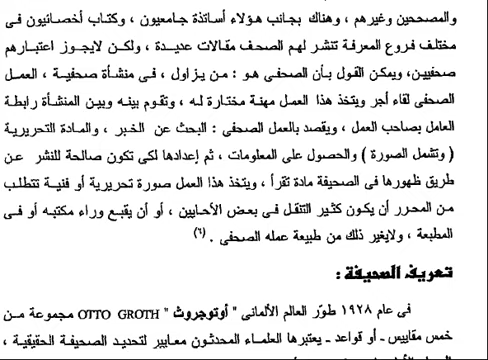 والمصححين وغيرهم ، وهناك بجانب هؤلاء أساتذة جامعيون ، وكتاب أخصائيون فى
مختلف فروع المعرفة تنشر لهم الصحف مقالات عديدة ، ولكن لايجوز اعتبارهم
صحفيين، ويمكن القول بأن الصحفى هو : من يزاول ، فى منشأة صحفية ، العمل
الصحفى لقاء أجر ويتخذ هذا العمل مهنة مختارة له ، وتقوم بينه وبين المنشأة رابطة
العامل بصاحب العمل ، ويقصد بالعمل الصحفى : البحث عن الخبر ، والمادة التحريرية
( وتشمل الصورة ) والحصول على المعلومات ، ثم إعدادها لكى تكون صالحة للنشر عن
طريق ظهورها فى الصحيفة مادة تقرأ ، ويتخذ هذا العمل صورة تحريرية أو فنية تتطلب
من المحرر أن يكون كثير التنقل فى بعض الأحايين ، أو أن يقبع وراء مكتبه أو فى
المطبعة ، ولايغير ذلك من طبيعة عمله الصحفى . (٦)
تعريف الصحيفة :
فى عام ١٩٢٨ طوّر العالم الألمانى " أوتوجروث " OTTO GROTH مجموعة من
خمس مقاييس ـ أو قواعد ـ يعتبرها العلماء المحدثون معايير لتحديد الصحيفة الحقيقية ،